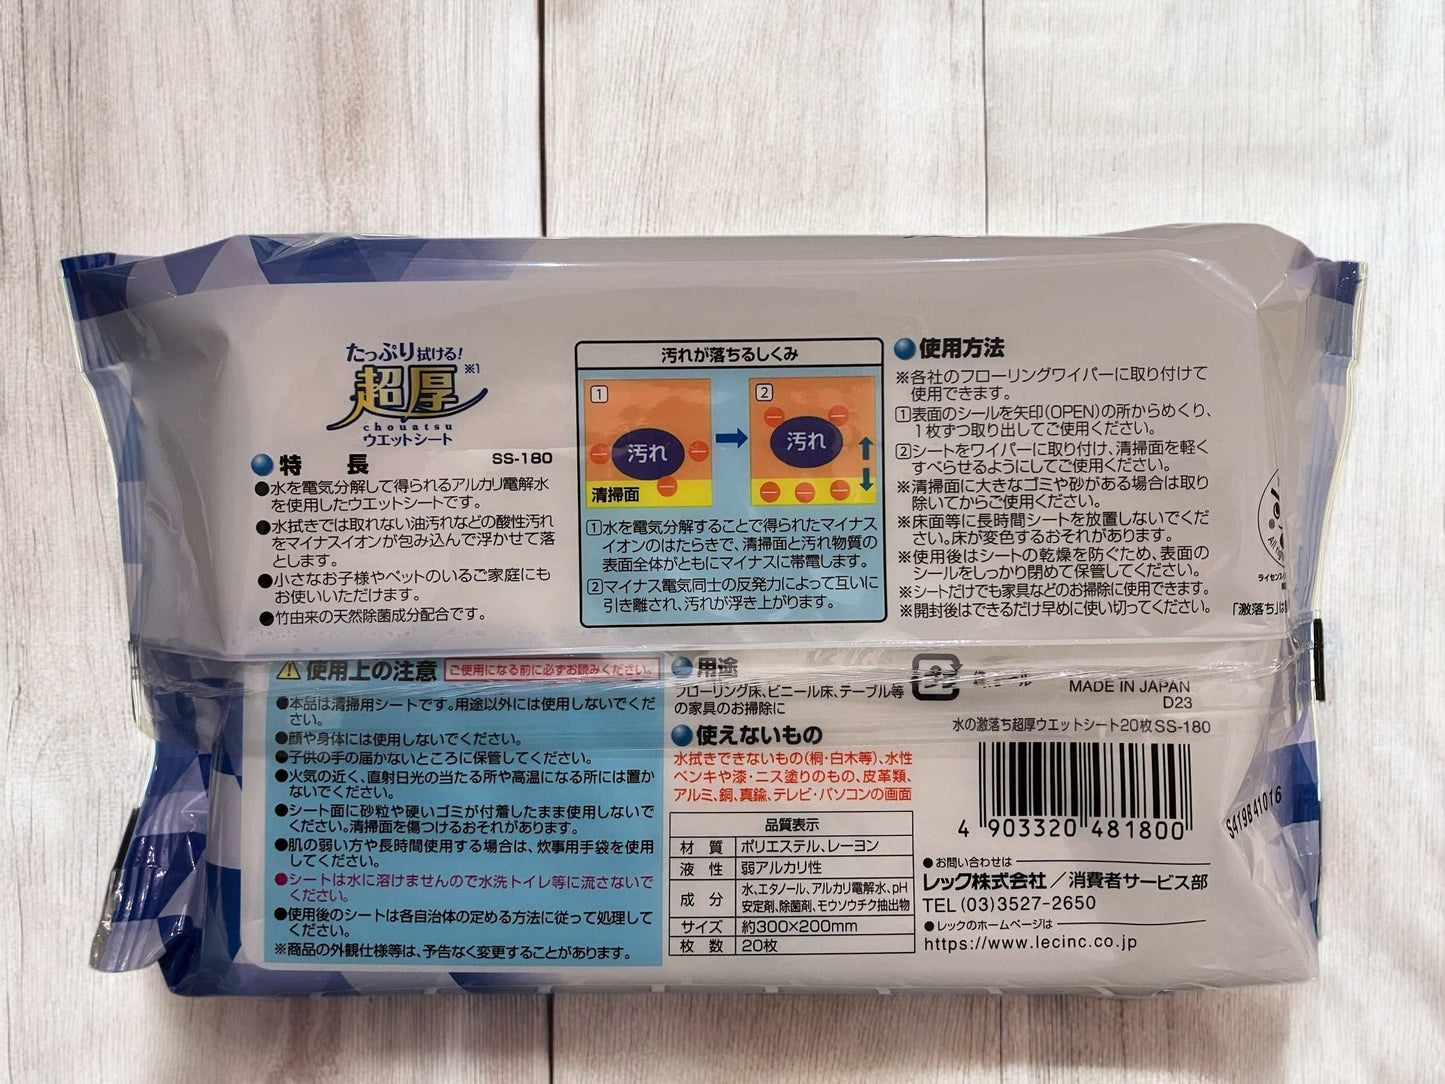 たっぷり拭ける!
超厚※1
chouatsu
ウエットシート
特 長
SS-180
●水を電気分解して得られるアルカリ電解水
を使用したウエットシートです。
●水拭きでは取れない油汚れなどの酸性汚れ
をマイナスイオンが包み込んで浮かせて落
とします。
●小さなお子様やペットのいるご家庭にも
お使いいただけます。
●竹由来の天然除菌成分配合です。
汚れが落ちるしくみ
1
汚れ
清掃面
2
汚れ
1水を電気分解することで得られたマイナス
イオンのはたらきで、清掃面と汚れ物質の
表面全体がともにマイナスに帯電します。
2マイナス電気同士の反発力によって互いに
引き離され、汚れが浮き上がります。
使用方法
※各社のフローリングワイパーに取り付けて
使用できます。
1表面のシールを矢印(OPEN)の所からめくり、
1枚ずつ取り出してご使用ください。
2シートをワイパーに取り付け、清掃面を軽く
すべらせるようにしてご使用ください。
※清掃面に大きなゴミや砂がある場合は取り
除いてからご使用ください。
※床面等に長時間シートを放置しないでくだ
さい。床が変色するおそれがあります。
※使用後はシートの乾燥を防ぐため、表面の
シールをしっかり閉めて保管してください。
※シートだけでも家具などのお掃除に使用できます。
※開封後はできるだけ早めに使い切ってください。
「激落ち」は
使用上の注意
ご使用になる前に必ずお読みください。
●本品は清掃用シートです。用途以外には使用しないでくだ
さい。
●顔や身体には使用しないでください。
●子供の手の届かないところに保管してください。
●火気の近く、直射日光の当たる所や高温になる所には置か
ないでください。
●シート面に砂粒や硬いゴミが付着したまま使用しないで
ください。清掃面を傷つけるおそれがあります。
●肌の弱い方や長時間使用する場合は、炊事用手袋を使用
してください。
●シートは水に溶けませんので水洗トイレ等に流さないで
ください。
●使用後のシートは各自治体の定める方法に従って処理して
ください。
※商品の外観仕様等は、予告なく変更することがあります。
用途
フローリング床、ビニール床、テーブル等
の家具のお掃除に
使えないもの
水拭きできないもの(桐・白木等)、水性
ペンキや漆・ニス塗りのもの、皮革類、
アルミ、銅、真鍮、テレビ・パソコンの画面
品質表示
材 質 ポリエステル、レーヨン
液 性 弱アルカリ性
成 分 水、エタノール、アルカリ電解水、pH
安定剤、除菌剤、モウソウチク抽出物
サイズ 約300×200mm
枚 数 20枚
プラ
MADE IN JAPAN
D23
水の激落ち超厚ウエットシート20枚 SS-180
4 903320 481800
S419B41016
●お問い合わせは
レック株式会社/消費者サービス部
TEL(03)3527-2650
●レックのホームページは
https://www.lecinc.co.jp